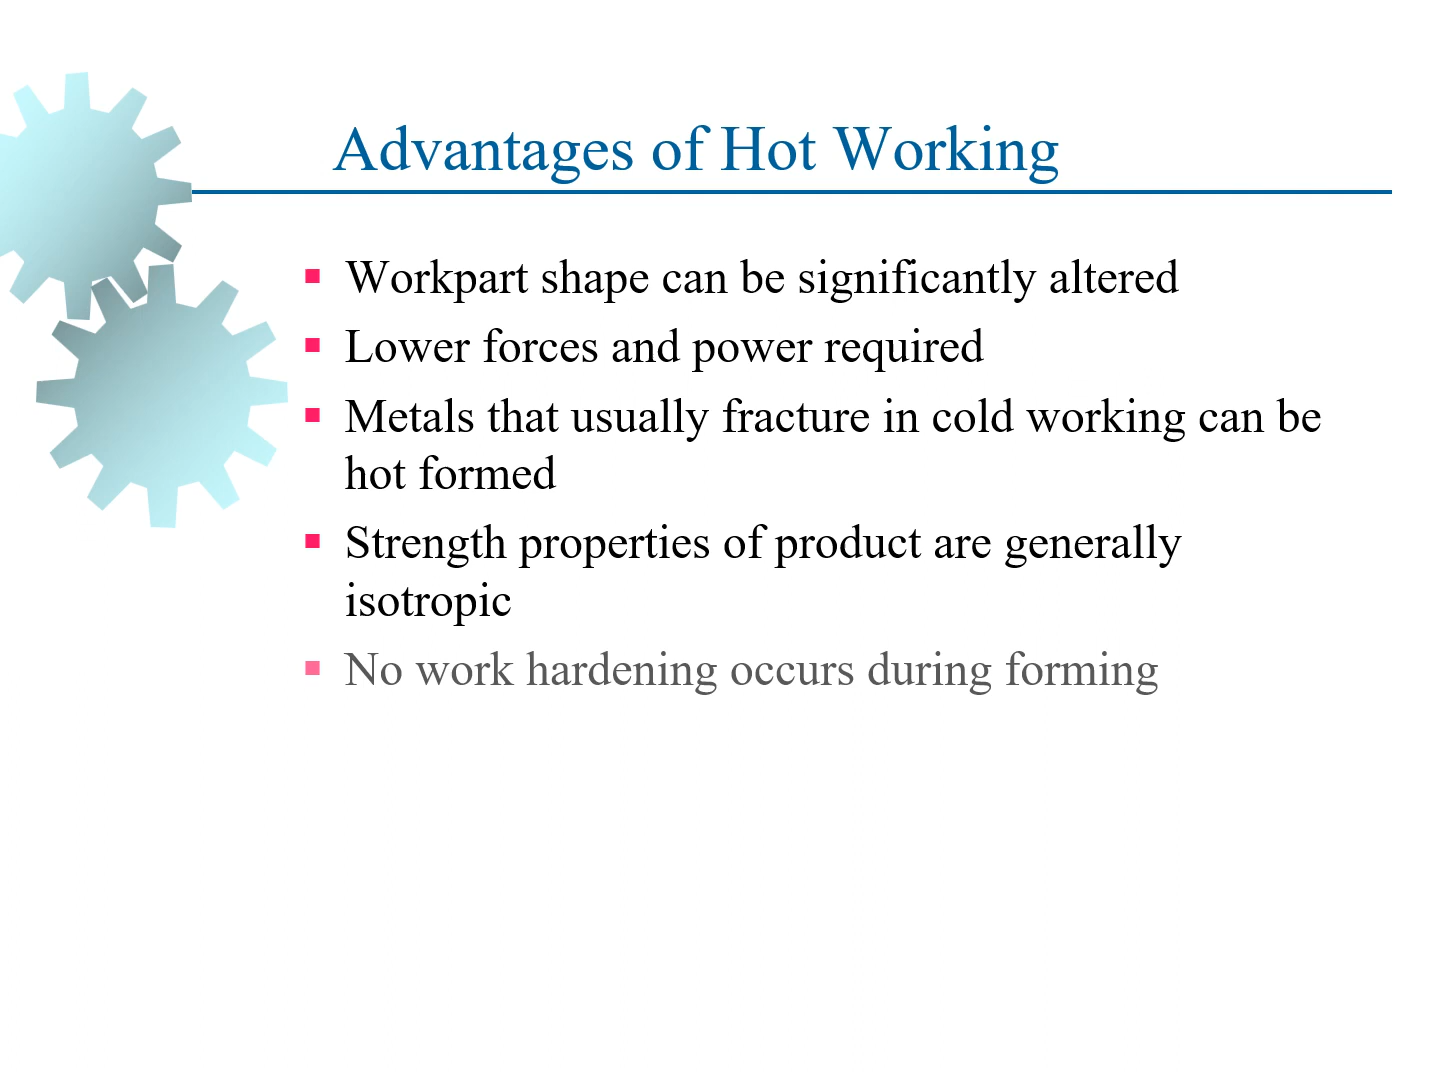 Advantages of Hot Working
▪ Workpart shape can be significantly altered
▪ Lower forces and power required
▪ Metals that usually fracture in cold working can be
hot formed
▪ Strength properties of product are generally
isotropic
▪ No work hardening occurs during forming